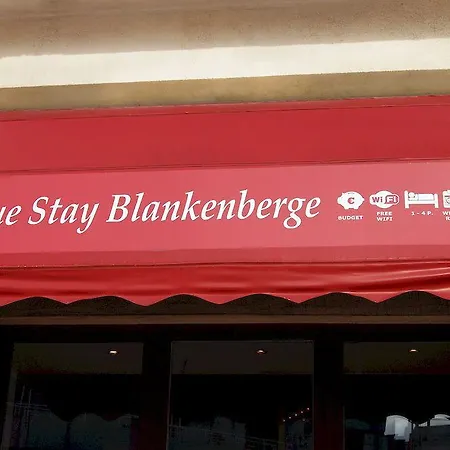 ue Stay Blankenberge
€
BUDGET
WiFi
FREE
WIFI
1 - 4 P.